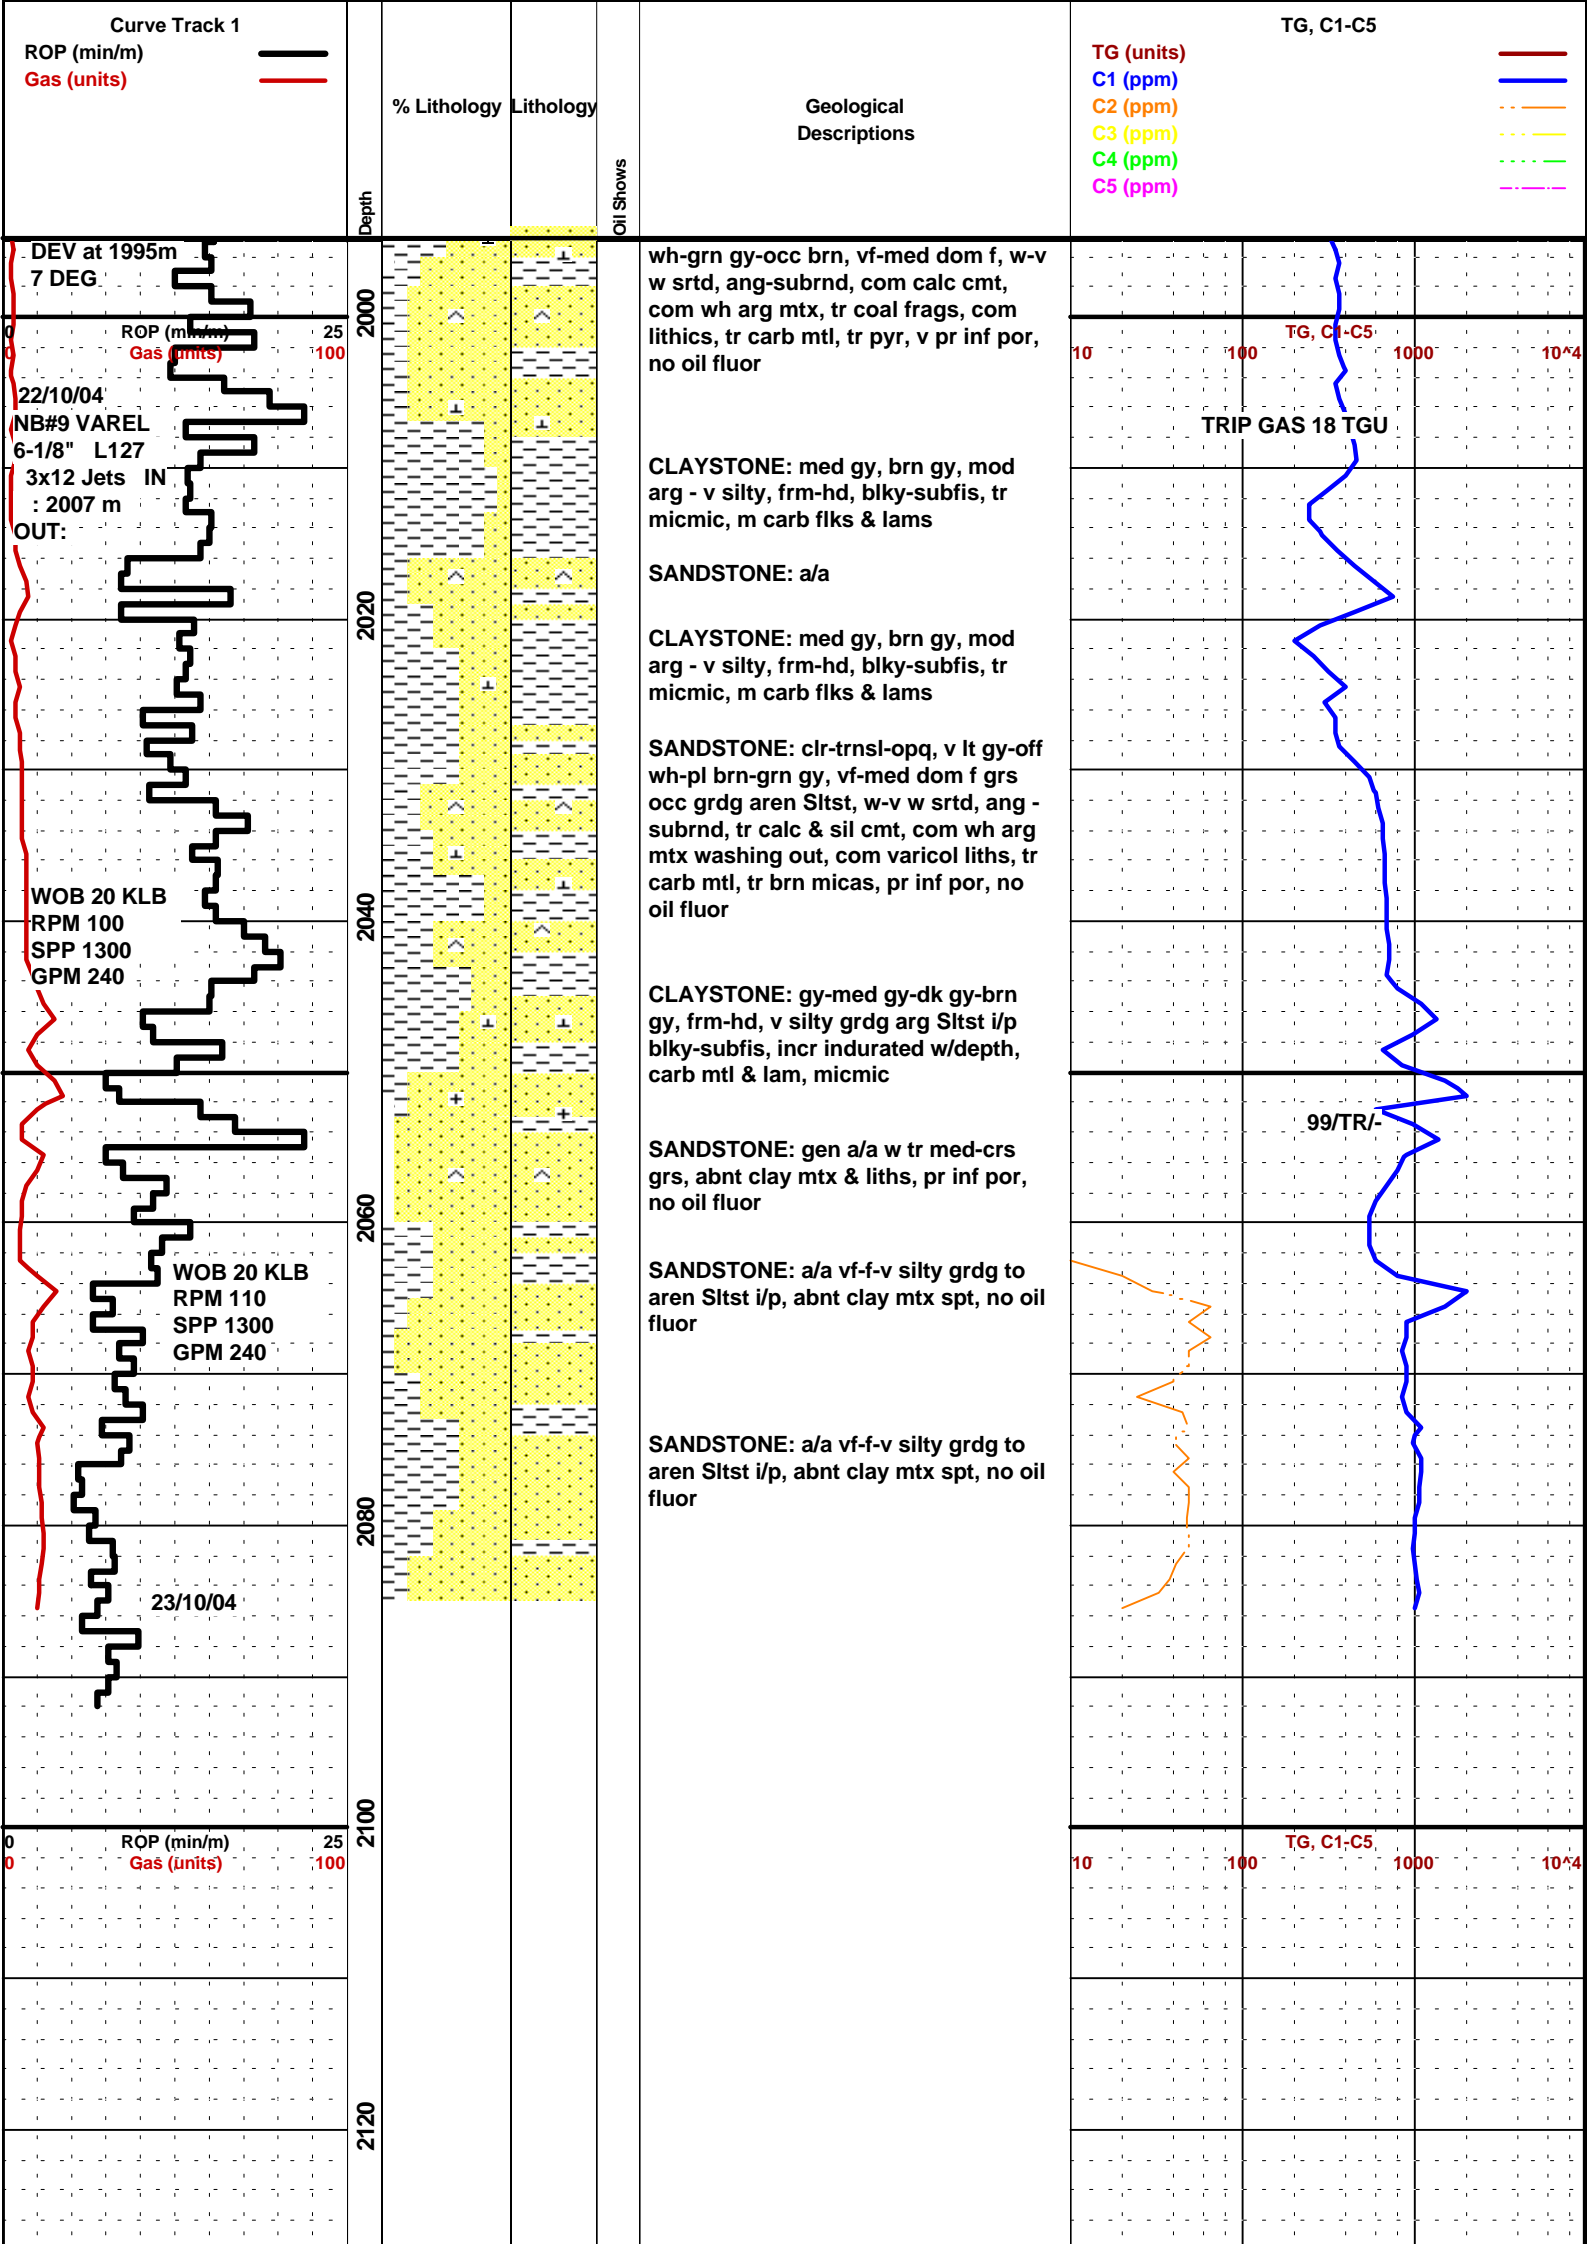 Curve Track 1
ROP (min/m)
Gas (units)
Depth
% Lithology
Lithology
Oil Shows
Geological
Descriptions
TG, C1-C5
TG (units)
C1 (ppm)
C2 (ppm)
C3 (ppm)
C4 (ppm)
C5 (ppm)
DEV at 1995m
7 DEG
0 ROP (min/m) 25
0 Gas (units) 100
22/10/04
NB#9 VAREL
6-1/8" L127
3x12 Jets IN
: 2007 m
OUT:
WOB 20 KLB
RPM 100
SPP 1300
GPM 240
WOB 20 KLB
RPM 110
SPP 1300
GPM 240
23/10/04
0 ROP (min/m) 25
0 Gas (units) 100
2000
2020
2040
2060
2080
2100
2120
wh-grn gy-occ brn, vf-med dom f, w-v
w srtd, ang-subrnd, com calc cmt,
com wh arg mtx, tr coal frags, com
lithics, tr carb mtl, tr pyr, v pr inf por,
no oil fluor
CLAYSTONE: med gy, brn gy, mod
arg - v silty, frm-hd, blky-subfis, tr
micmic, m carb flks & lams
SANDSTONE: a/a
CLAYSTONE: med gy, brn gy, mod
arg - v silty, frm-hd, blky-subfis, tr
micmic, m carb flks & lams
SANDSTONE: clr-trnsl-opq, v lt gy-off
wh-pl brn-grn gy, vf-med dom f grs
occ grdg aren Sltst, w-v w srtd, ang -
subrnd, tr calc & sil cmt, com wh arg
mtx washing out, com varicol liths, tr
carb mtl, tr brn micas, pr inf por, no
oil fluor
CLAYSTONE: gy-med gy-dk gy-brn
gy, frm-hd, v silty grdg arg Sltst i/p
blky-subfis, incr indurated w/depth,
carb mtl & lam, micmic
SANDSTONE: gen a/a w tr med-crs
grs, abnt clay mtx & liths, pr inf por,
no oil fluor
SANDSTONE: a/a vf-f-v silty grdg to
aren Sltst i/p, abnt clay mtx spt, no oil
fluor
SANDSTONE: a/a vf-f-v silty grdg to
aren Sltst i/p, abnt clay mtx spt, no oil
fluor
TG, C1-C5
10 100 1000 10^4
TRIP GAS 18 TGU
99/TR/-
TG, C1-C5
10 100 1000 10^4